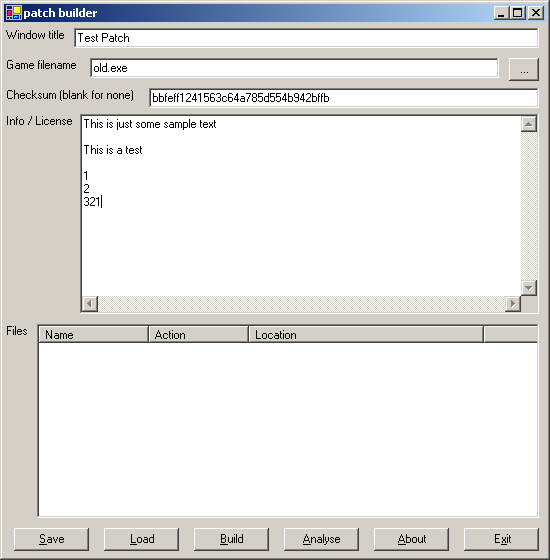 patch builder
Window title Test Patch
Game filename old.exe ...
Checksum (blank for none) bbfeff1241563c64a785d554b942bffb
Info / License This is just some sample text
This is a test
1
2
321
Files Name Action Location
Save Load Build Analyse About Exit